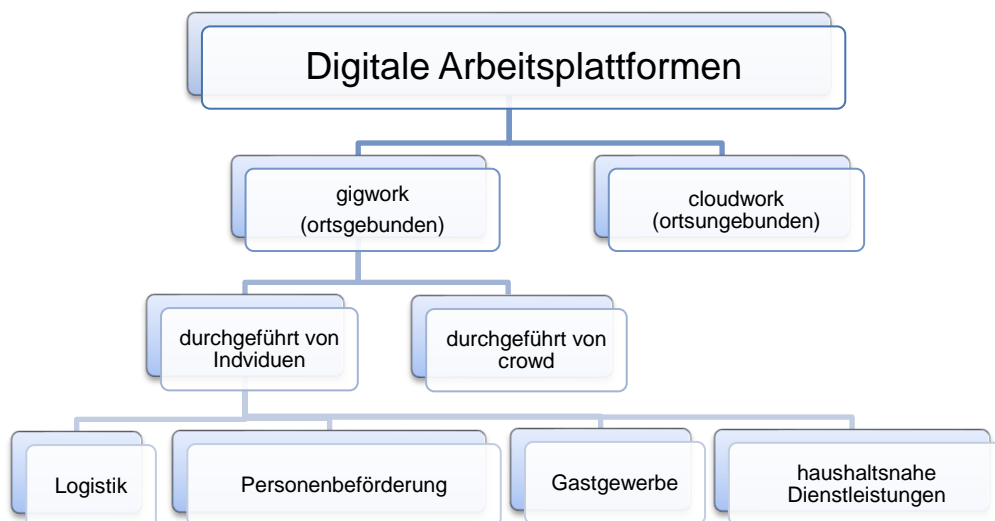 Digitale Arbeitsplattformen
gigwork
(ortsgebunden)
cloudwork
(ortsungebunden)
durchgeführt von
Indviduen
durchgeführt von
crowd
Logistik
Personenbeförderung
Gastgewerbe
haushaltsnahe
Dienstleistungen